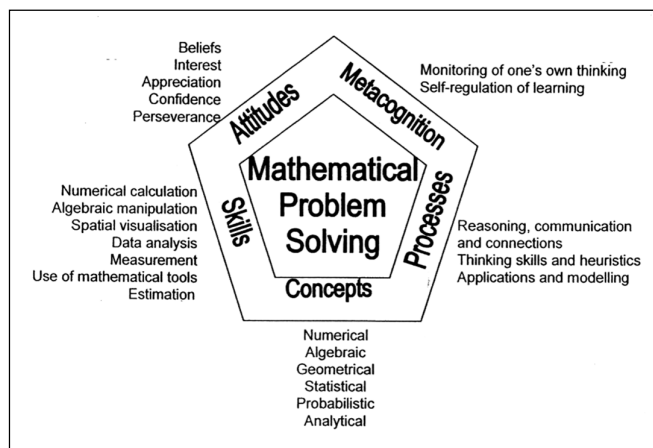 Beliefs
Interest
Appreciation
Confidence
Perseverance
Attitudes
Metacognition
Monitoring of one's own thinking
Self-regulation of learning
Numerical calculation
Algebraic manipulation
Spatial visualisation
Data analysis
Measurement
Use of mathematical tools
Estimation
Skills
Mathematical
Problem
Solving
Processes
Reasoning, communication
and connections
Thinking skills and heuristics
Applications and modelling
Concepts
Numerical
Algebraic
Geometrical
Statistical
Probabilistic
Analytical